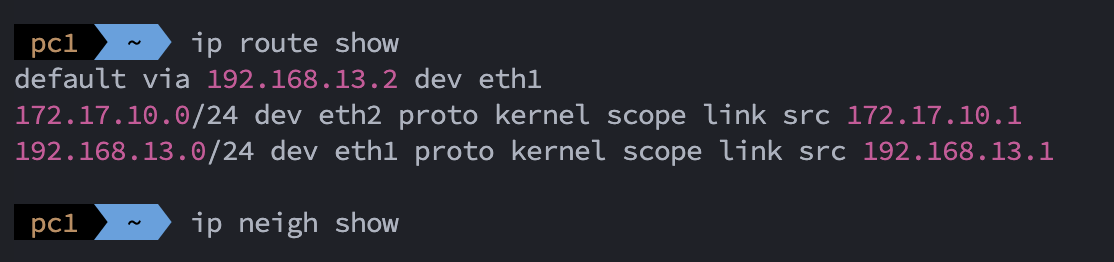 pc1 ~ ip route show
default via 192.168.13.2 dev eth1
172.17.10.0/24 dev eth2 proto kernel scope link src 172.17.10.1
192.168.13.0/24 dev eth1 proto kernel scope link src 192.168.13.1
pc1 ~ ip neigh show